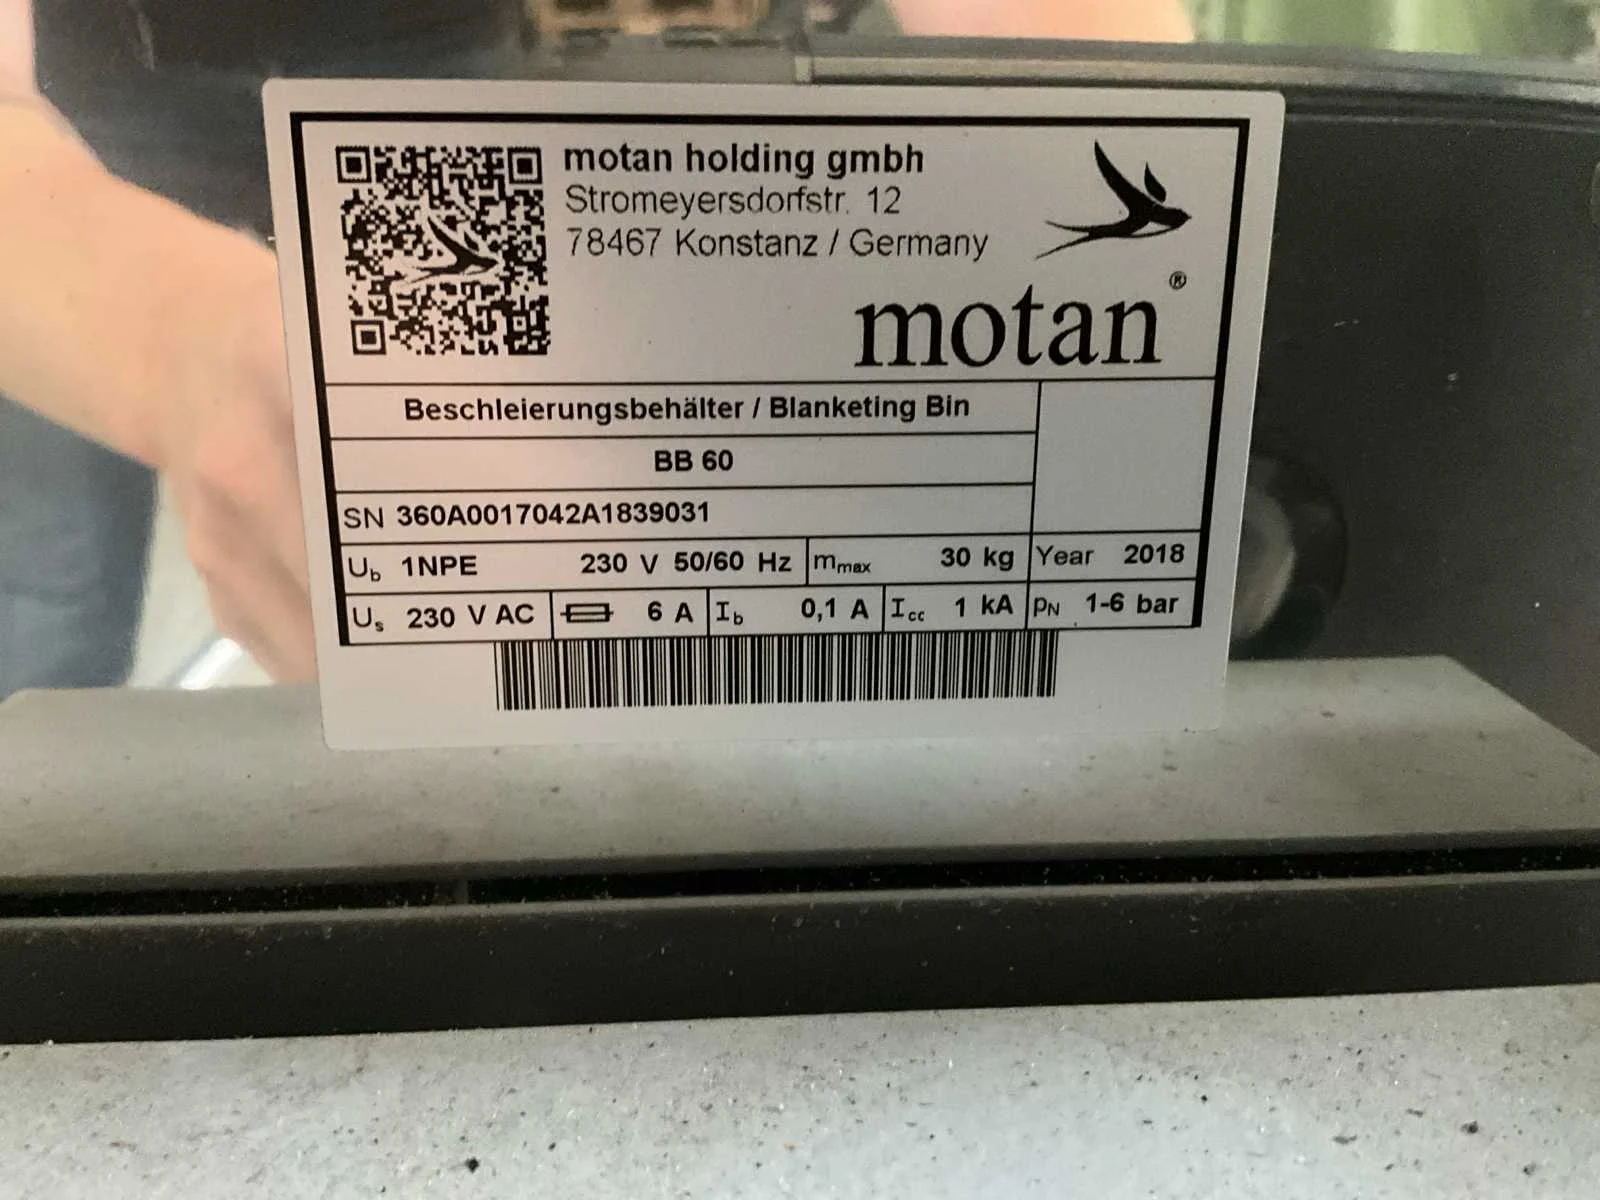 motan holding gmbh
Stromeyersdorfstr. 12
78467 Konstanz / Germany
motan®
Beschleierungsbehälter / Blanketing Bin
BB 60
SN 360A0017042A1839031
Ub 1NPE 230 V 50/60 Hz mmax 30 kg Year 2018
Us 230 V AC 6 A Ib 0,1 A Icc 1 kA pN 1-6 bar